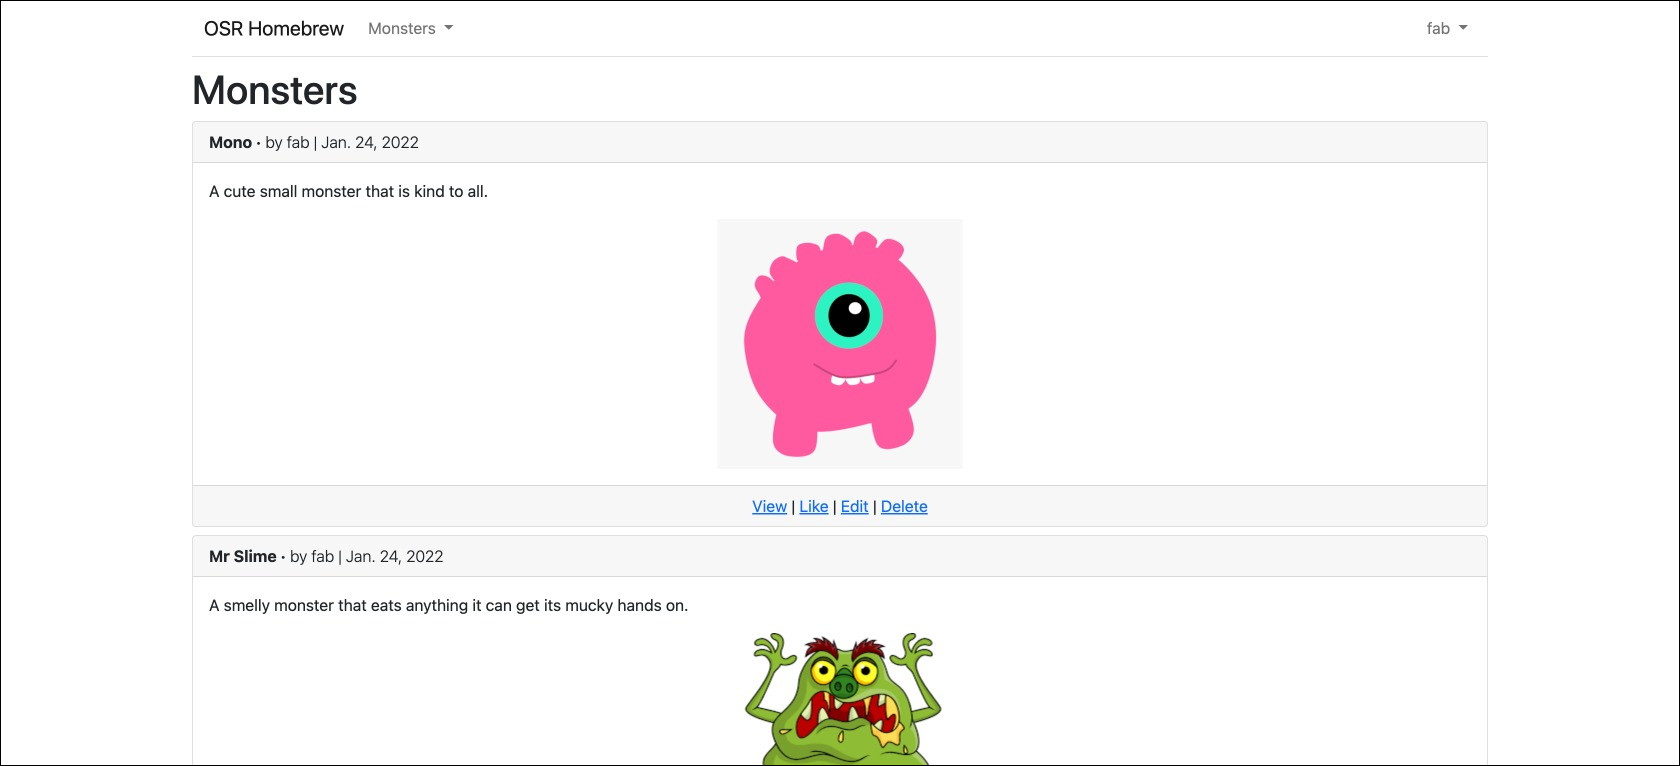 OSR Homebrew Monsters fab
Monsters
Mono · by fab | Jan. 24, 2022
A cute small monster that is kind to all.
View | Like | Edit | Delete
Mr Slime · by fab | Jan. 24, 2022
A smelly monster that eats anything it can get its mucky hands on.